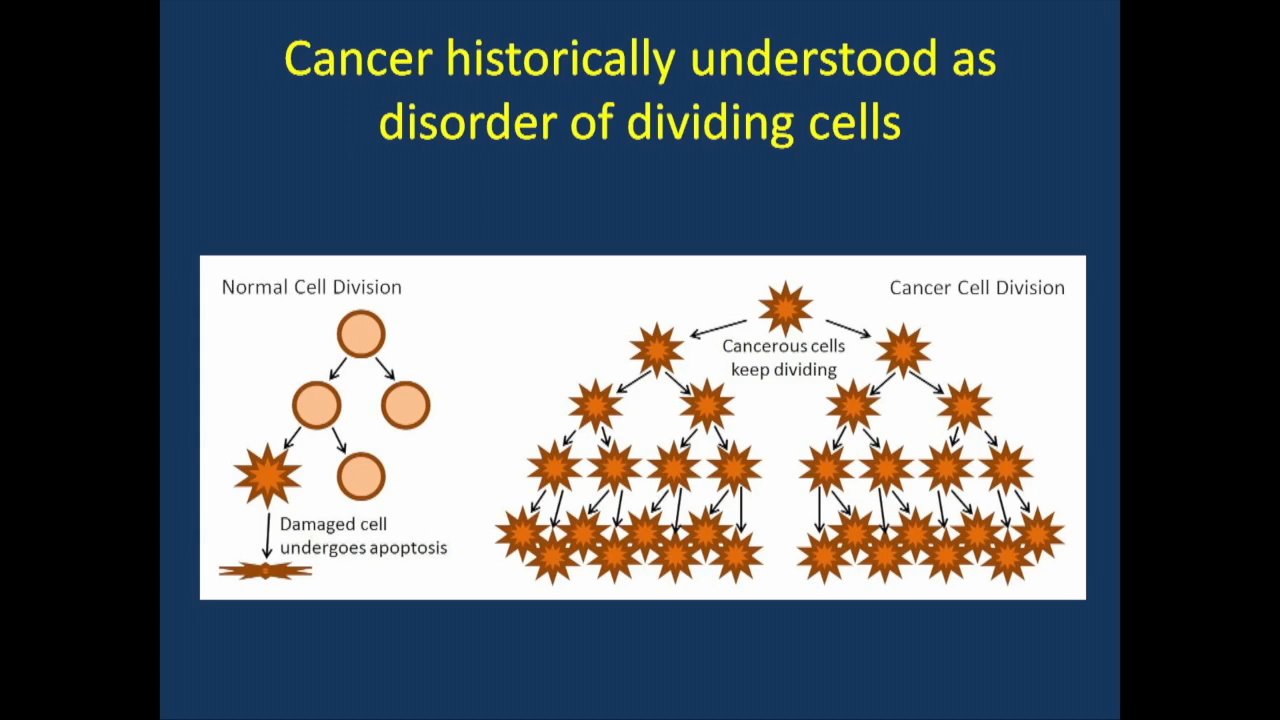 Cancer historically understood as
disorder of dividing cells
Normal Cell Division
Cancer Cell Division
Cancerous cells
keep dividing
Damaged cell
undergoes apoptosis